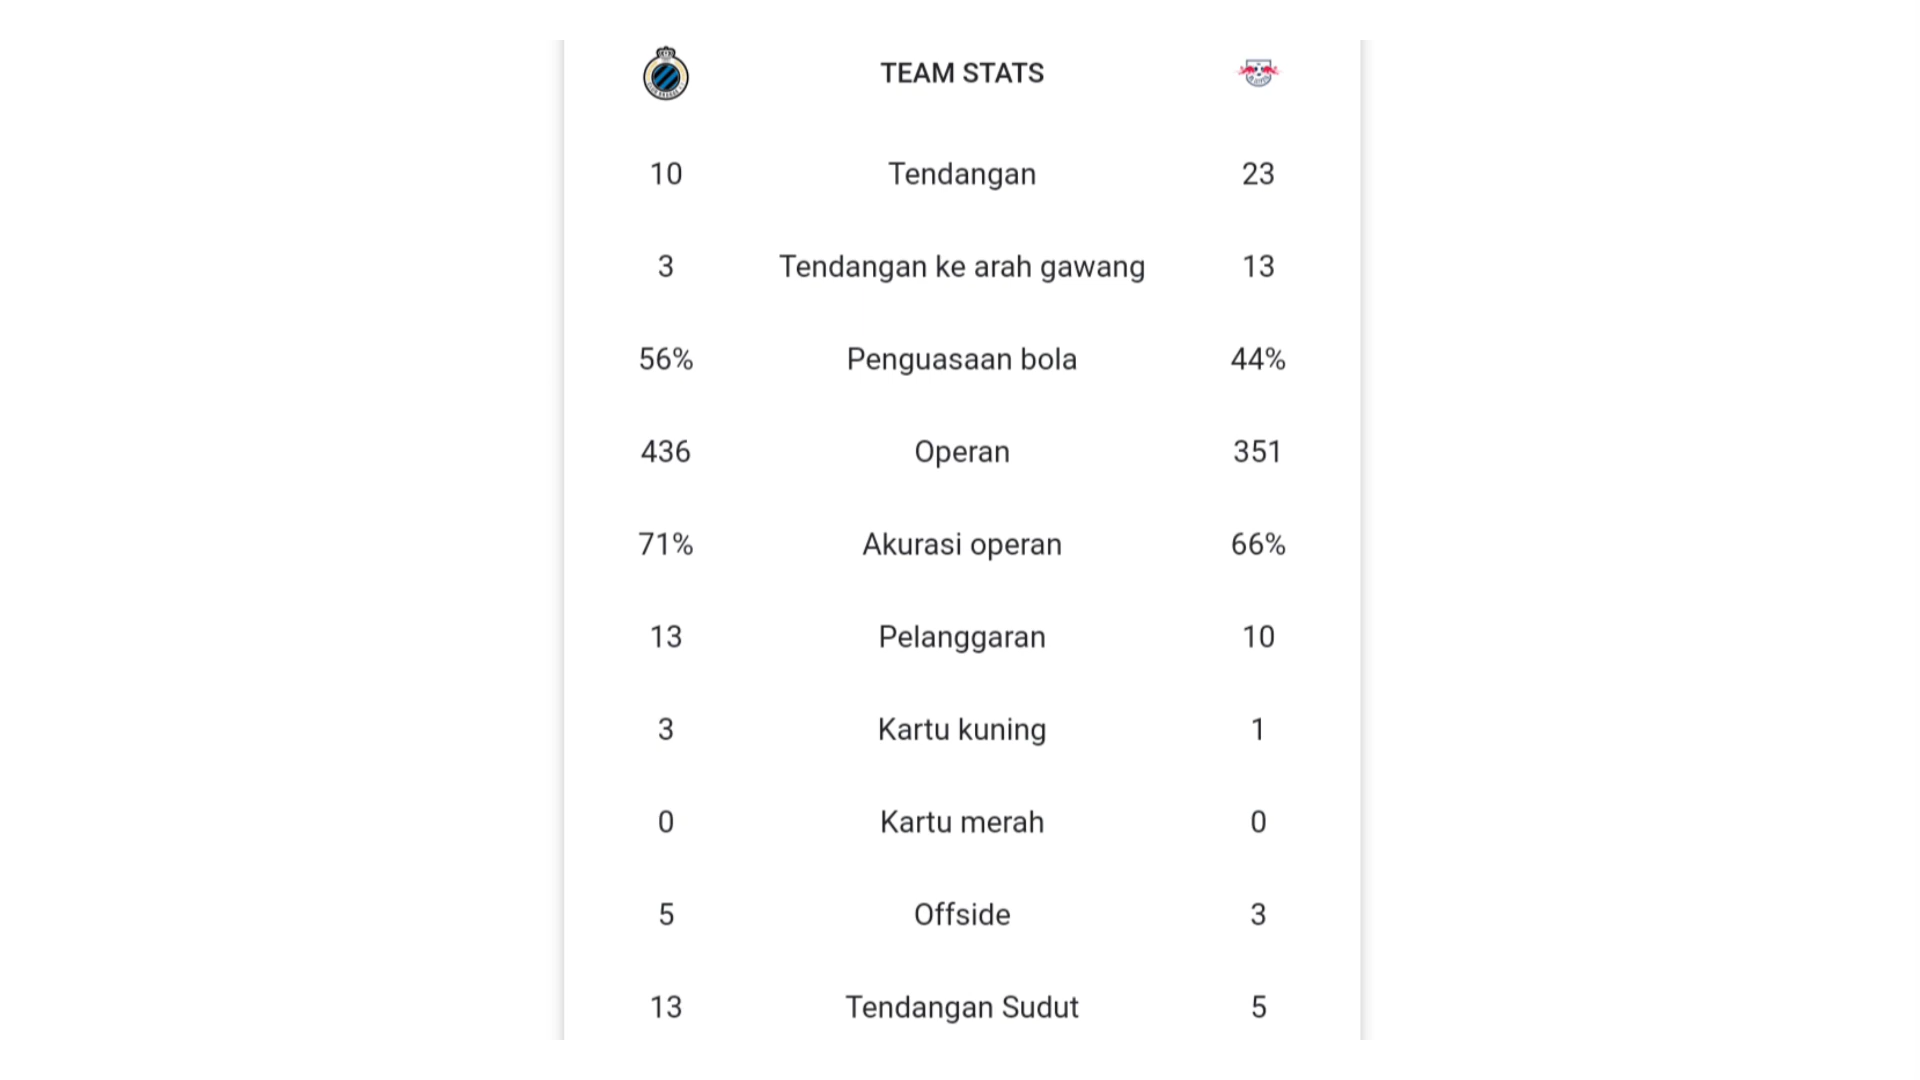 TEAM STATS
10 Tendangan 23
3 Tendangan ke arah gawang 13
56% Penguasaan bola 44%
436 Operan 351
71% Akurasi operan 66%
13 Pelanggaran 10
3 Kartu kuning 1
0 Kartu merah 0
5 Offside 3
13 Tendangan Sudut 5